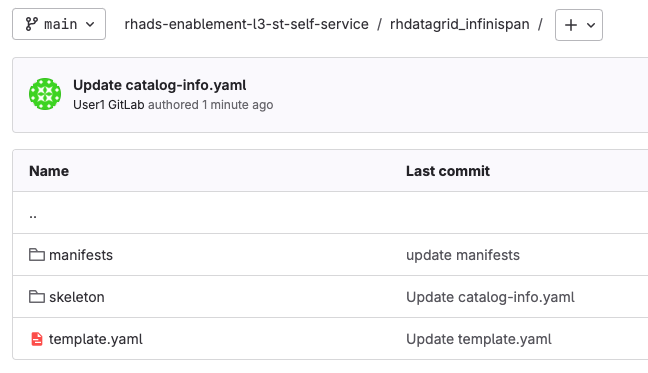 main rhads-enablement-l3-st-self-service / rhdatagrid_infinispan / +
Update catalog-info.yaml
User1 GitLab authored 1 minute ago
Name Last commit
..
manifests update manifests
skeleton Update catalog-info.yaml
template.yaml Update template.yaml